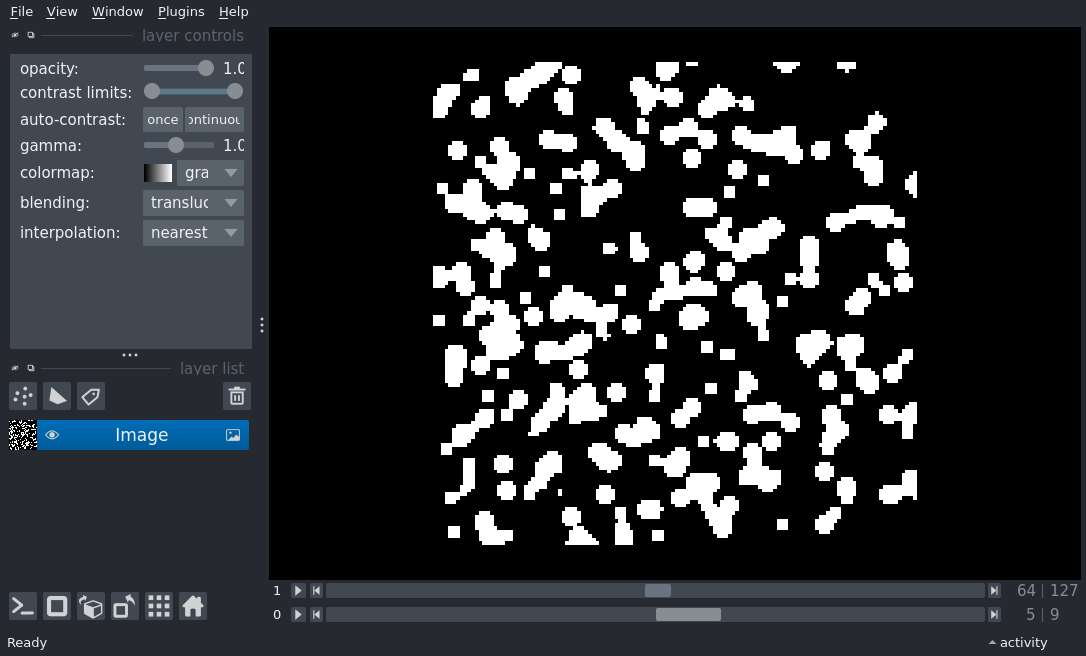 File View Window Plugins Help
layer controls
opacity: 1.0
contrast limits:
auto-contrast: once ontinuou
gamma: 1.0
colormap: gra
blending: transluc
interpolation: nearest
layer list
Image
1 64 | 127
0 5 | 9
Ready activity